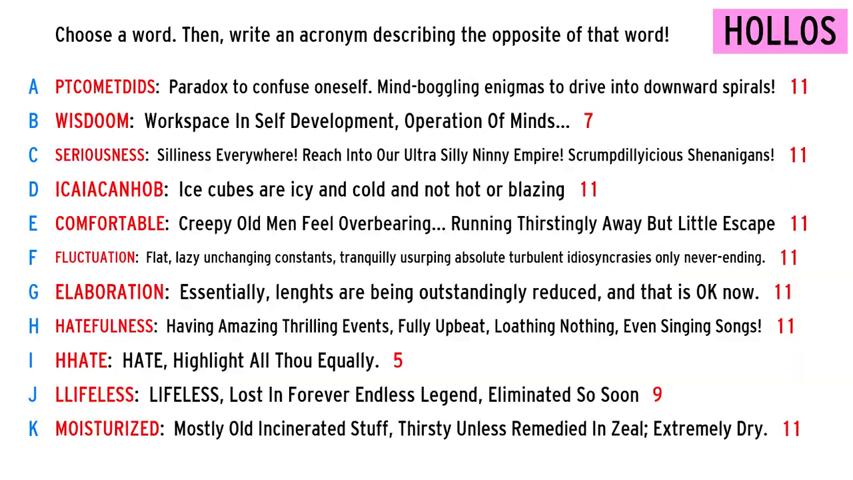 Choose a word. Then, write an acronym describing the opposite of that word!
HOLLOS
A PTCOMETDIDS: Paradox to confuse oneself. Mind-boggling enigmas to drive into downward spirals! 11
B WISDOOM: Workspace In Self Development, Operation Of Minds... 7
C SERIOUSNESS: Silliness Everywhere! Reach Into Our Ultra Silly Ninny Empire! Scrumpdillyicious Shenanigans! 11
D ICAIACANHOB: Ice cubes are icy and cold and not hot or blazing 11
E COMFORTABLE: Creepy Old Men Feel Overbearing... Running Thirstingly Away But Little Escape 11
F FLUCTUATION: Flat, lazy unchanging constants, tranquilly usurping absolute turbulent idiosyncrasies only never-ending. 11
G ELABORATION: Essentially, lenghts are being outstandingly reduced, and that is OK now. 11
H HATEFULNESS: Having Amazing Thrilling Events, Fully Upbeat, Loathing Nothing, Even Singing Songs! 11
I HHATE: HATE, Highlight All Thou Equally. 5
J LLIFELESS: LIFELESS, Lost In Forever Endless Legend, Eliminated So Soon 9
K MOISTURIZED: Mostly Old Incinerated Stuff, Thirsty Unless Remedied In Zeal; Extremely Dry. 11